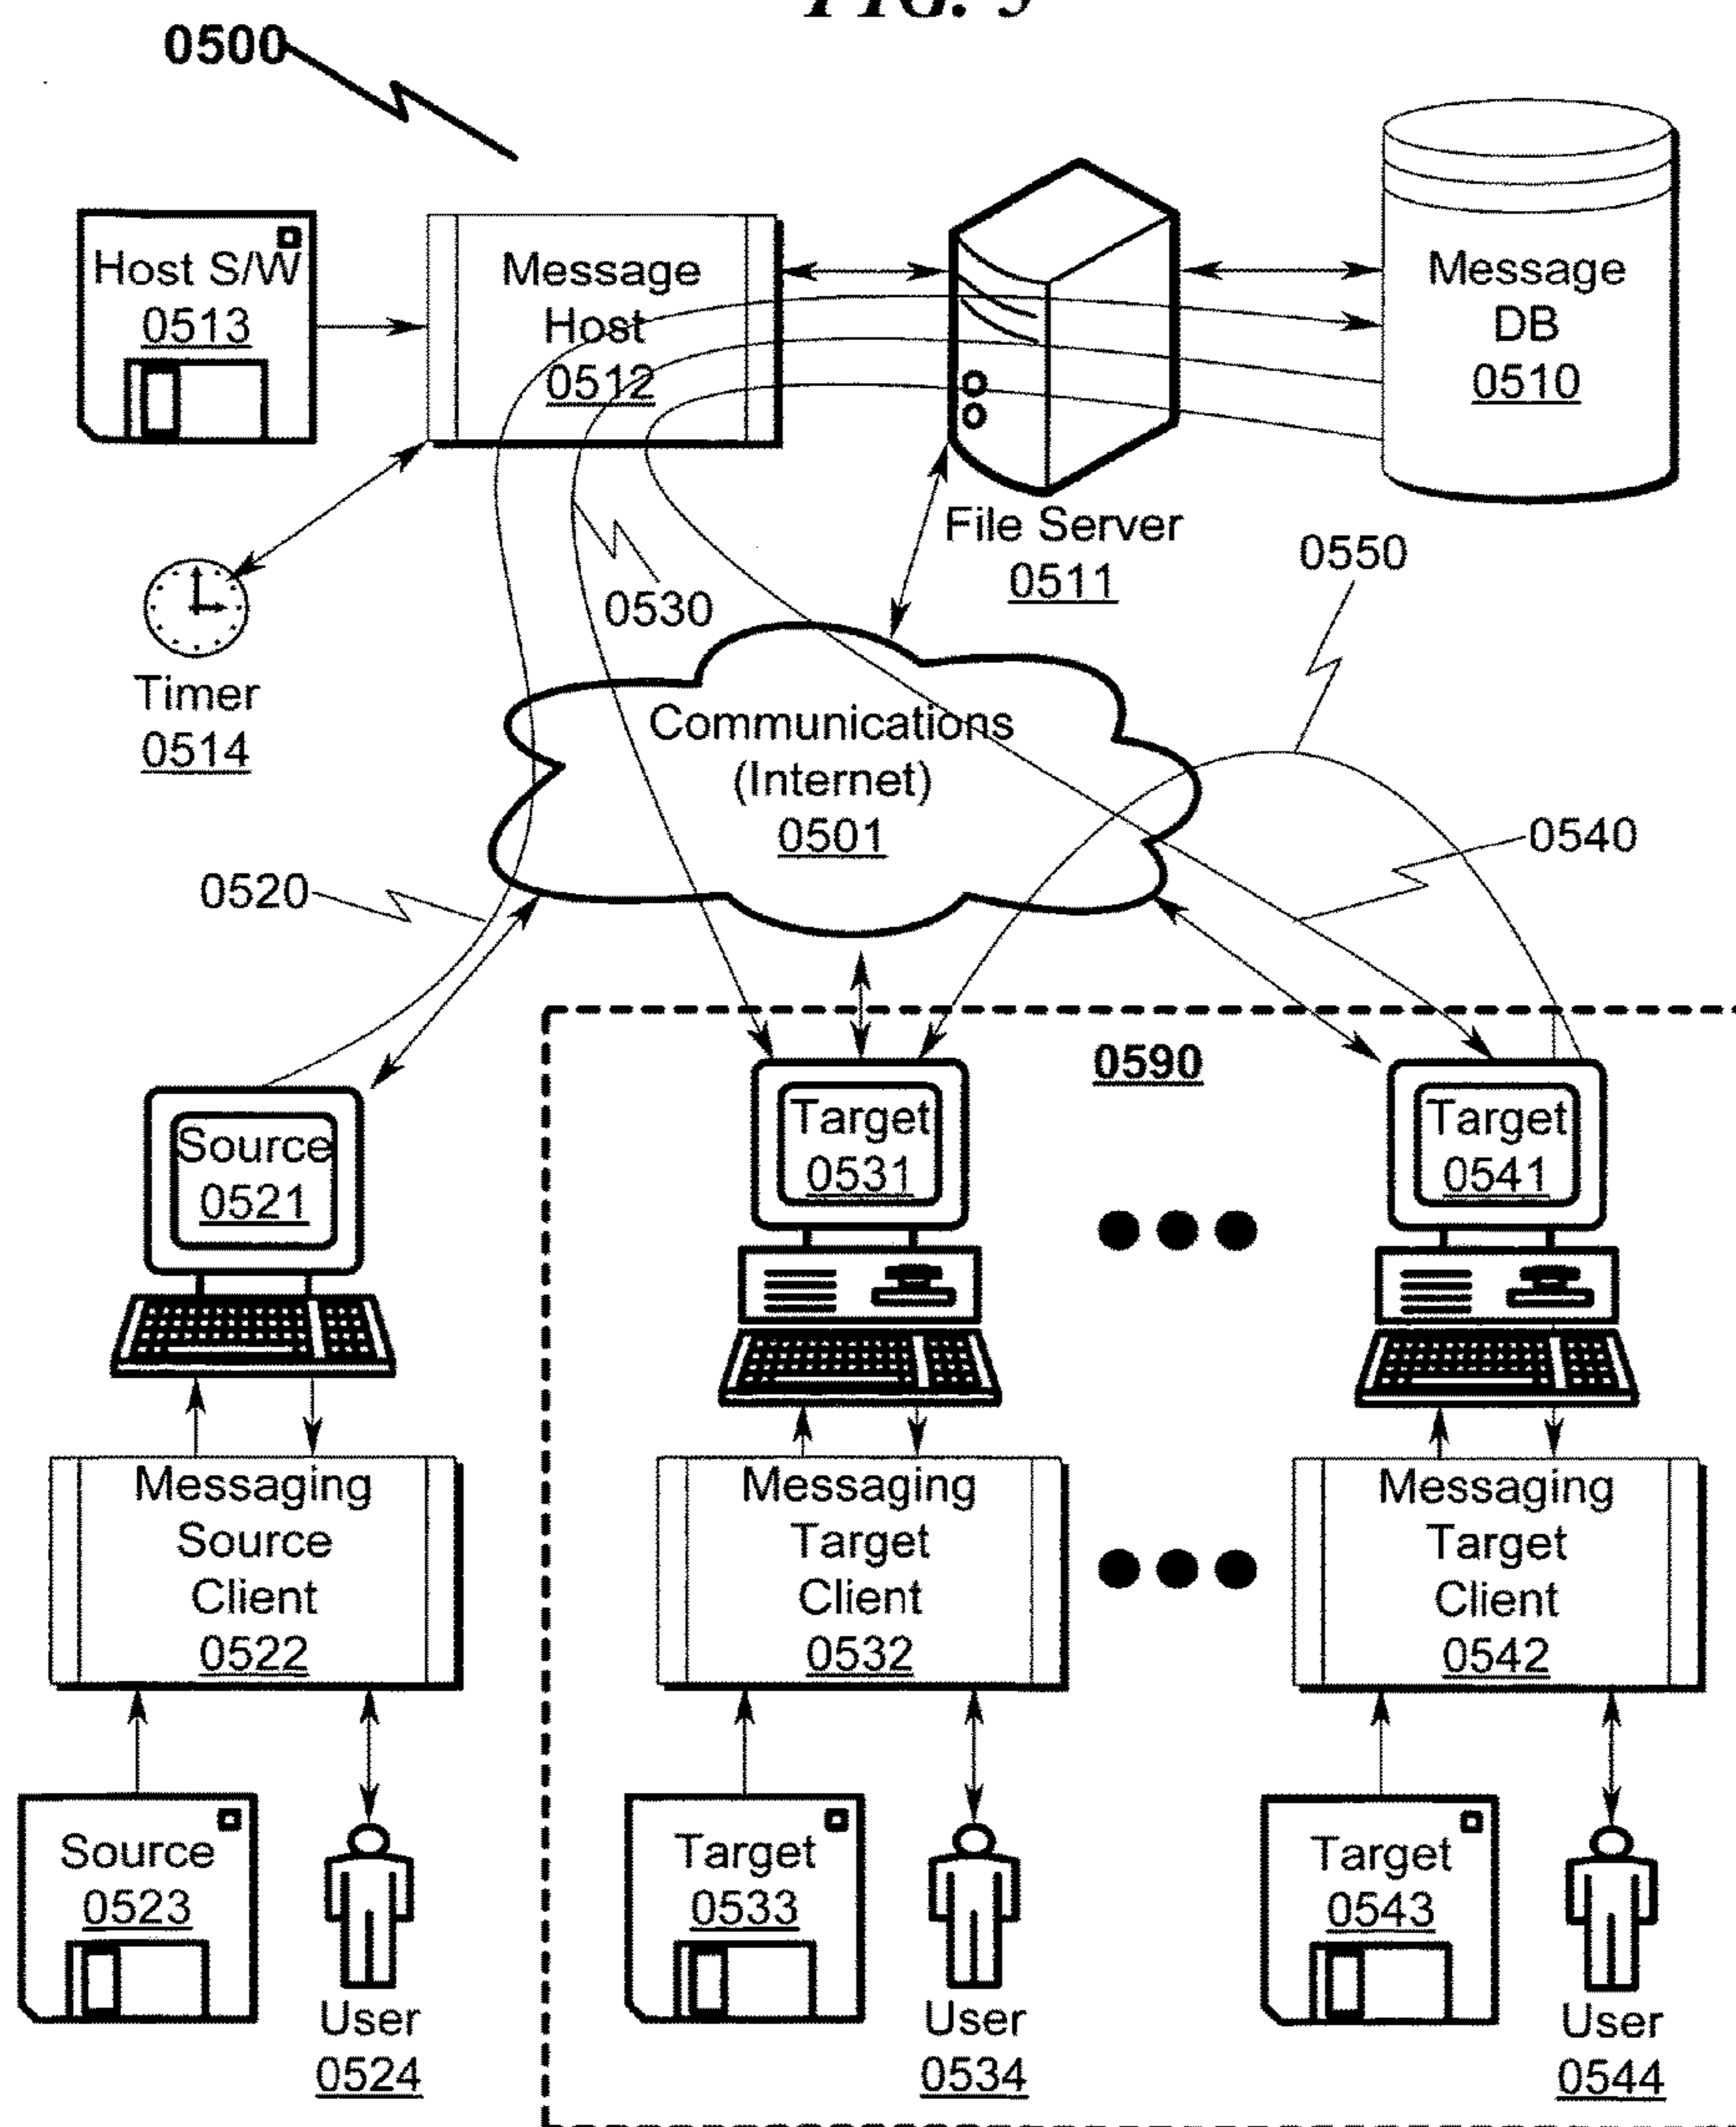 FIG. 5
0500
Host S/W
0513
Message
Host
0512
Message
DB
0510
File Server
0511
0550
0530
Timer
0514
Communications
(Internet)
0501
0540
0520
0590
Source
0521
Target
0531
Target
0541
Messaging
Source
Client
0522
Messaging
Target
Client
0532
Messaging
Target
Client
0542
Source
0523
User
0524
Target
0533
User
0534
Target
0543
User
0544